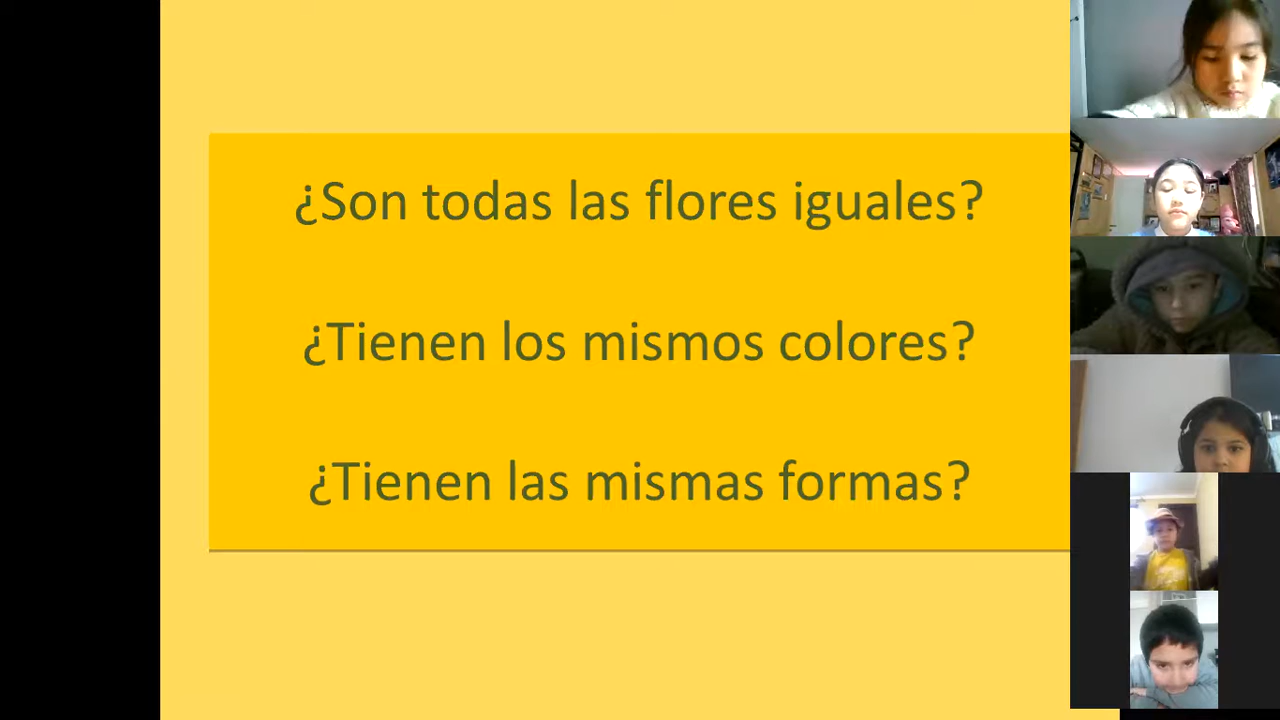 ¿Son todas las flores iguales?
¿Tienen los mismos colores?
¿Tienen las mismas formas?